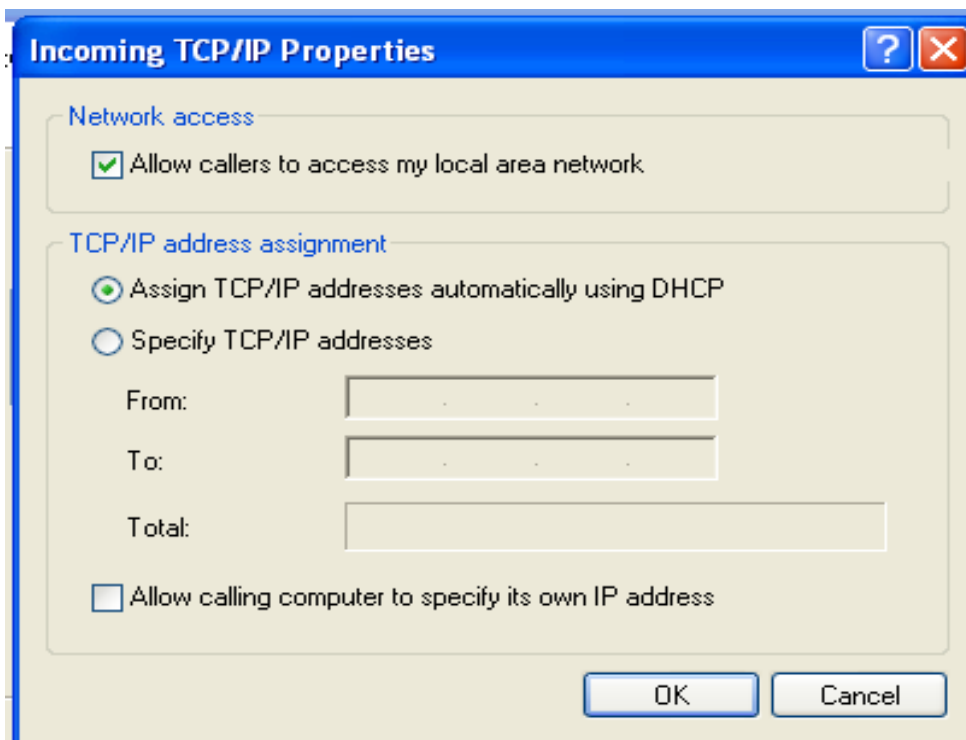 Incoming TCP/IP Properties
Network access
Allow callers to access my local area network
TCP/IP address assignment
Assign TCP/IP addresses automatically using DHCP
Specify TCP/IP addresses
From:
To:
Total:
Allow calling computer to specify its own IP address
OK
Cancel